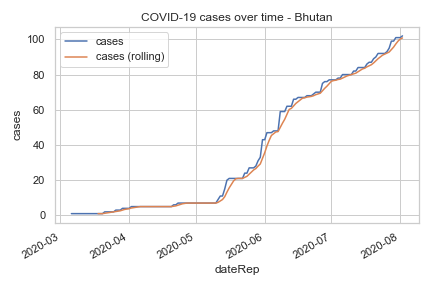 COVID-19 cases over time - Bhutan
cases
cases (rolling)
100
80
60
40
20
0
cases
2020-03
2020-04
2020-05
2020-06
2020-07
2020-08
dateRep